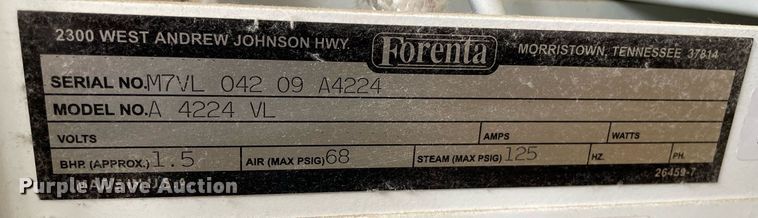 2300 WEST ANDREW JOHNSON HWY. Forenta MORRISTOWN, TENNESSEE 37814
SERIAL NO. M7VL 042 09 A4224
MODEL NO. A 4224 VL
VOLTS AMPS WATTS
BHP. (APPROX.) 1.5 AIR (MAX PSIG) 68 STEAM (MAX PSIG) 125 HZ. PH.
26459-7
Purple Wave Auction